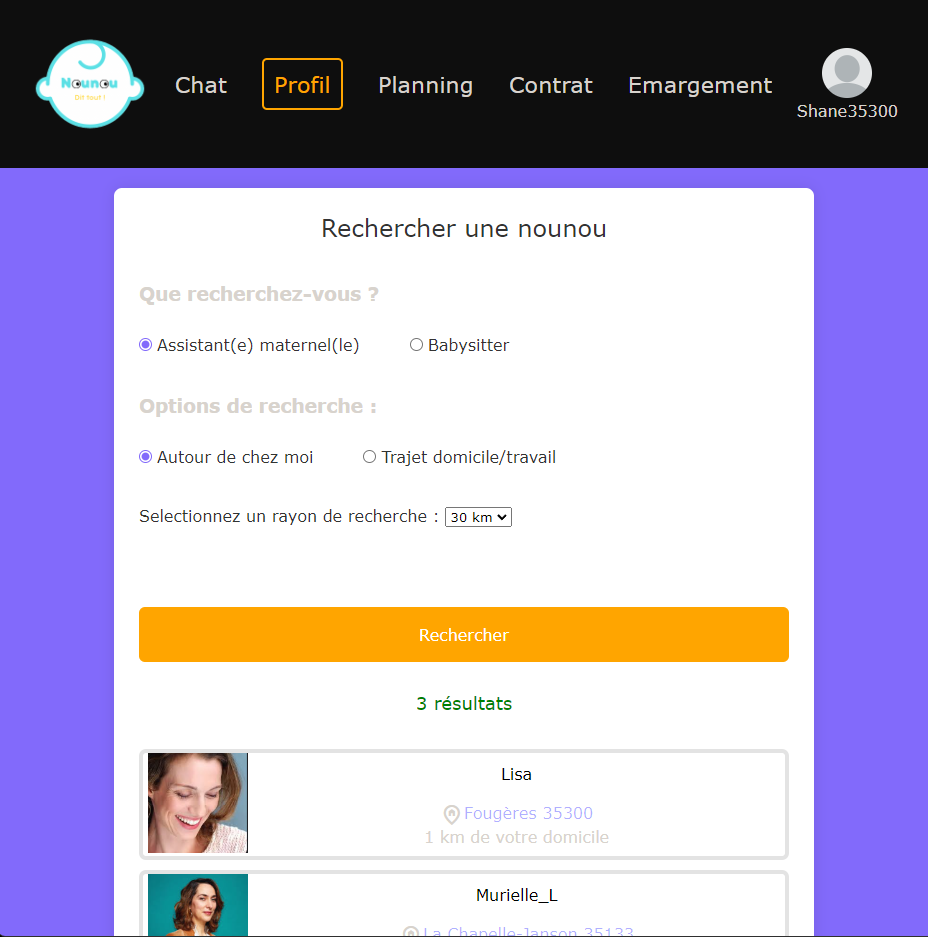 Nounou
Dit tout !
Chat
Profil
Planning
Contrat
Emargement
Shane35300
Rechercher une nounou
Que recherchez-vous ?
Assistant(e) maternel(le)
Babysitter
Options de recherche :
Autour de chez moi
Trajet domicile/travail
Selectionnez un rayon de recherche : 30 km
Rechercher
3 résultats
Lisa
Fougères 35300
1 km de votre domicile
Murielle_L
La Chapelle-Janson 35133